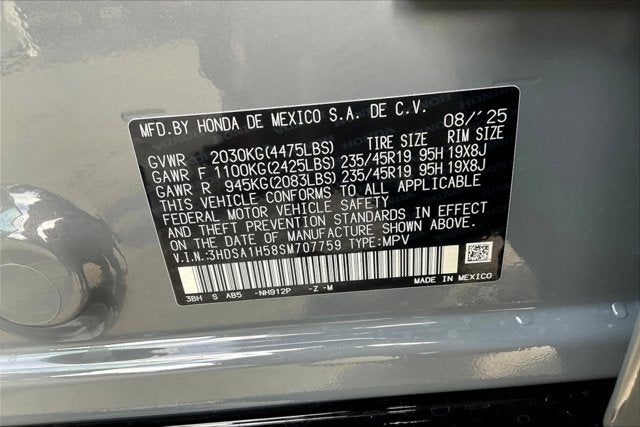 MFD.BY HONDA DE MEXICO S.A. DE C.V. 08/'25
GVWR 2030KG(4475LBS) TIRE SIZE RIM SIZE
GAWR F 1100KG(2425LBS) 235/45R19 95H 19X8J
GAWR R 945KG(2083LBS) 235/45R19 95H 19X8J
THIS VEHICLE CONFORMS TO ALL APPLICABLE
FEDERAL MOTOR VEHICLE SAFETY
AND THEFT PREVENTION STANDARDS IN EFFECT
ON DATE OF MANUFACTURE SHOWN ABOVE.
V.I.N.:3HDSA1H58SM707759 TYPE:MPV
3BH S AB5 -NH912P -Z -M MADE IN MEXICO